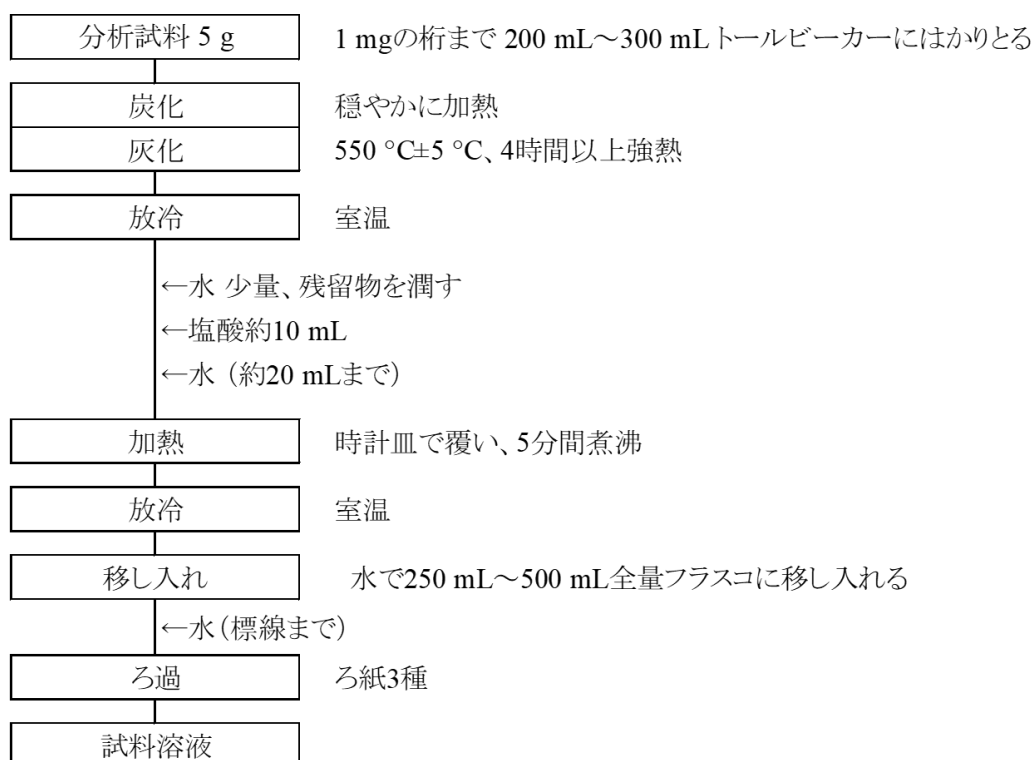 分析試料 5 g 1 mgの桁まで 200 mL～300 mL トールビーカーにはかりとる
炭化 穏やかに加熱
灰化 550 °C±5 °C、4時間以上強熱
放冷 室温
←水 少量、残留物を潤す
←塩酸約10 mL
←水（約20 mLまで）
加熱 時計皿で覆い、5分間煮沸
放冷 室温
移し入れ 水で250 mL～500 mL全量フラスコに移し入れる
←水（標線まで）
ろ過 ろ紙3種
試料溶液